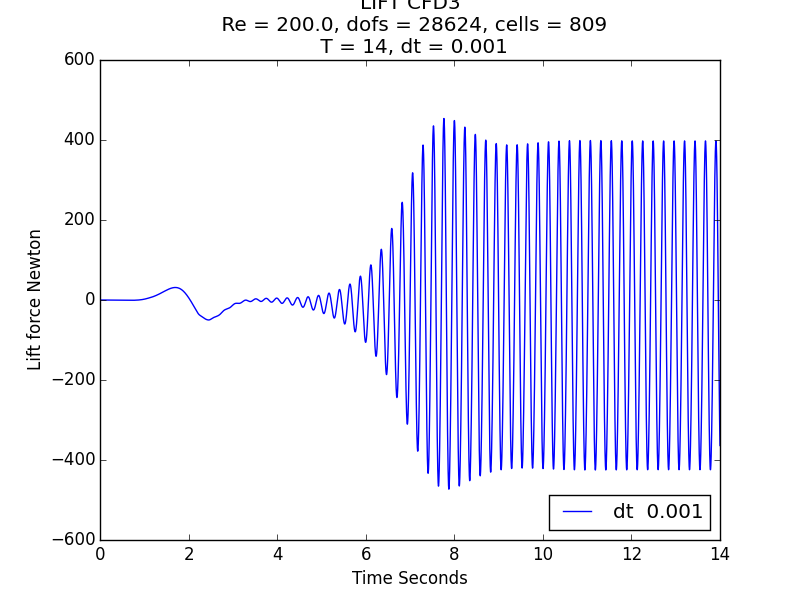 LIFT CFD3
Re = 200.0, dofs = 28624, cells = 809
T = 14, dt = 0.001
600
400
200
0
−200
−400
−600
Lift force Newton
dt 0.001
0 2 4 6 8 10 12 14
Time Seconds